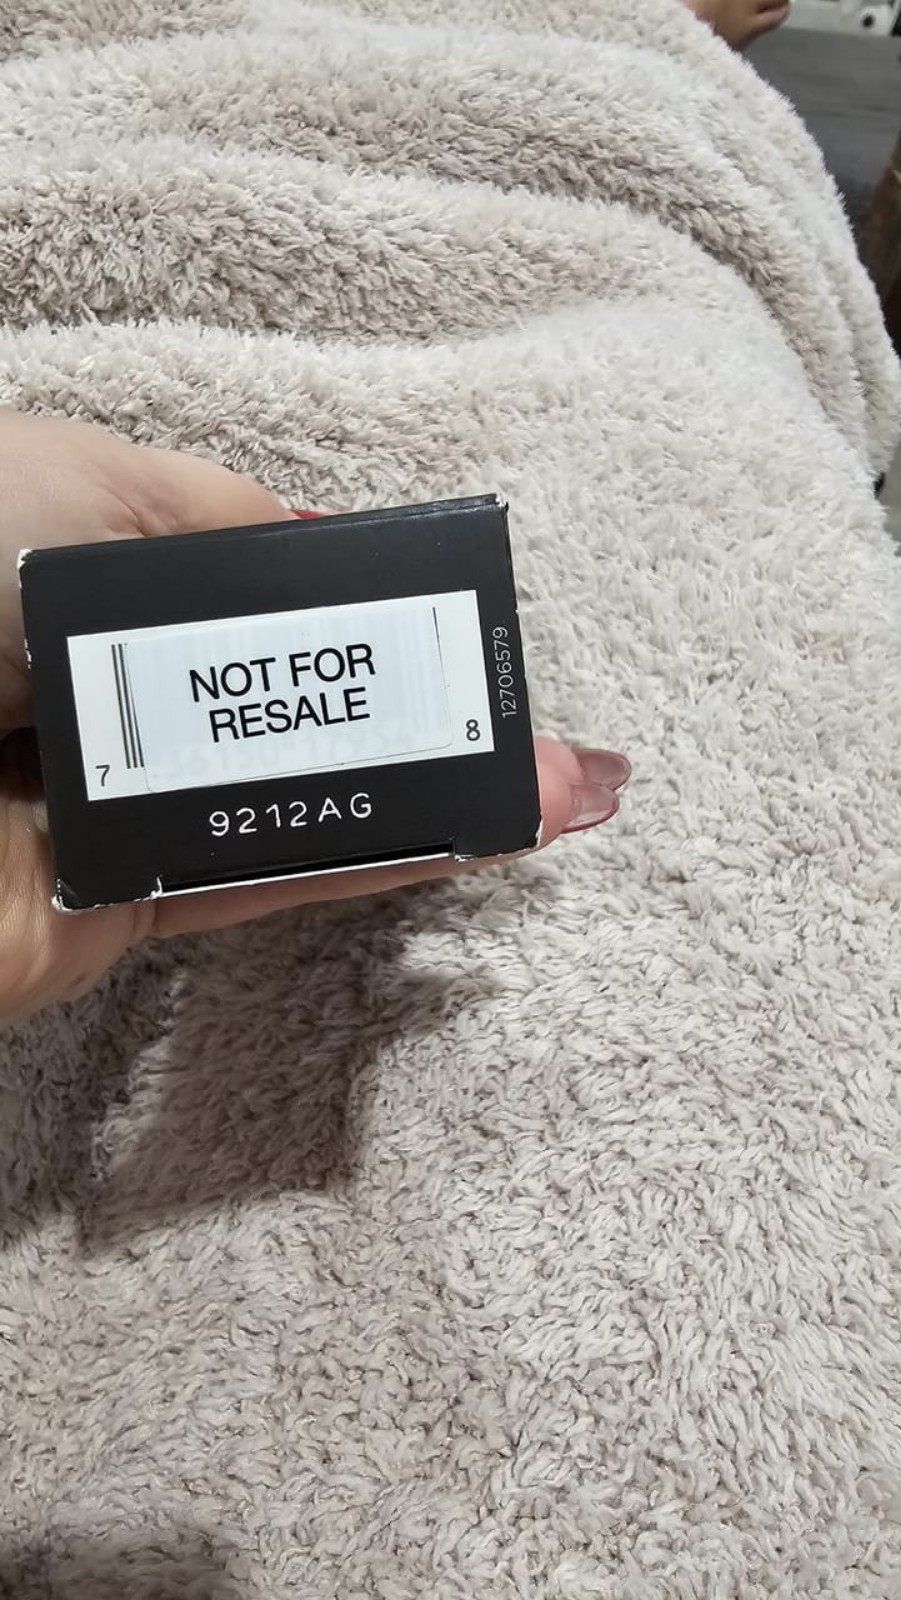 NOT FOR
RESALE
7
8
12706579
9212AG